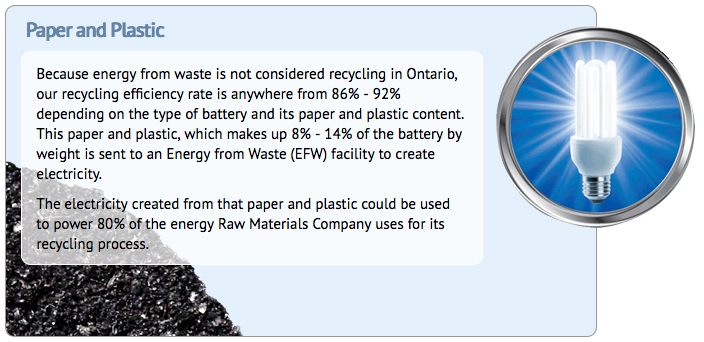 Paper and Plastic
Because energy from waste is not considered recycling in Ontario,
our recycling efficiency rate is anywhere from 86% - 92%
depending on the type of battery and its paper and plastic content.
This paper and plastic, which makes up 8% - 14% of the battery by
weight is sent to an Energy from Waste (EFW) facility to create
electricity.
The electricity created from that paper and plastic could be used
to power 80% of the energy Raw Materials Company uses for its
recycling process.